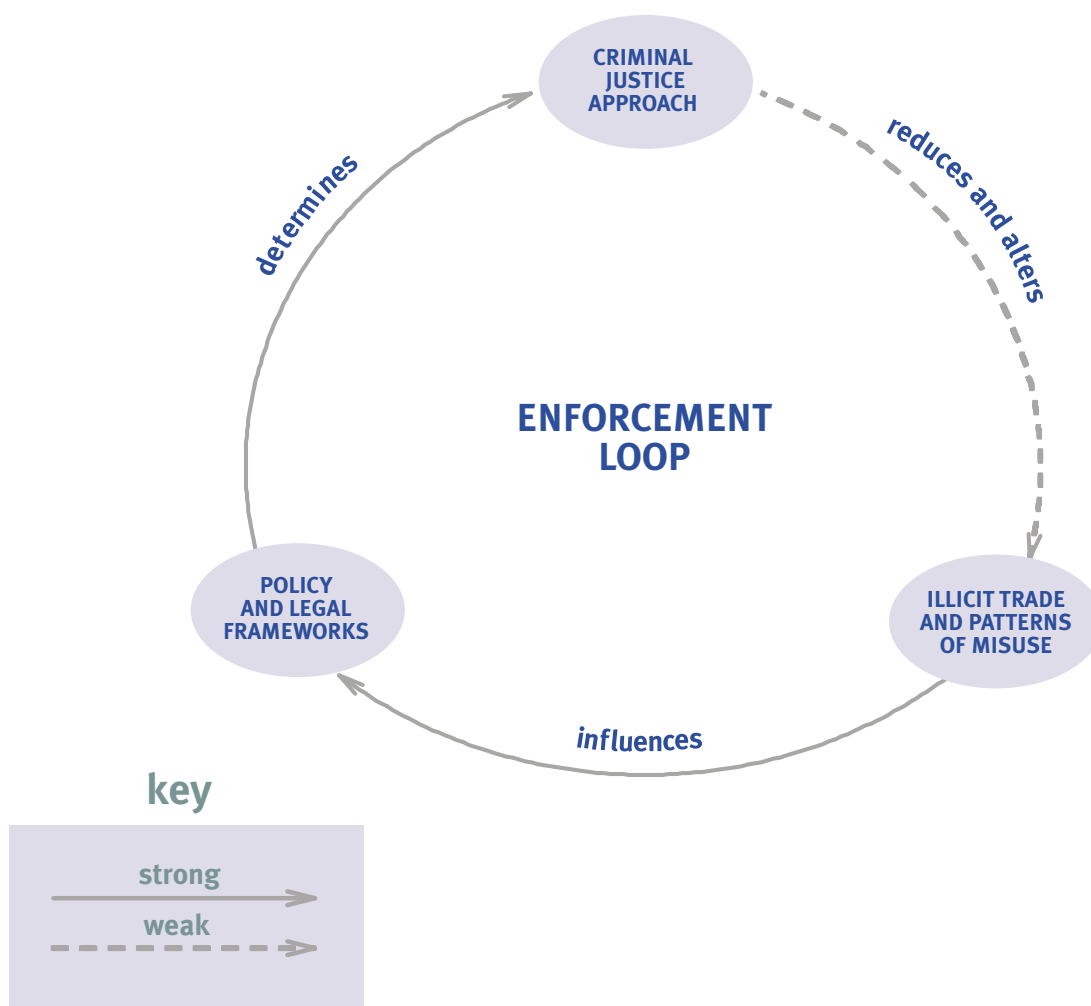 CRIMINAL
JUSTICE
APPROACH
reduces and alters
determines
ENFORCEMENT
LOOP
POLICY
AND LEGAL
FRAMEWORKS
ILLICIT TRADE
AND PATTERNS
OF MISUSE
influences
key
strong
weak